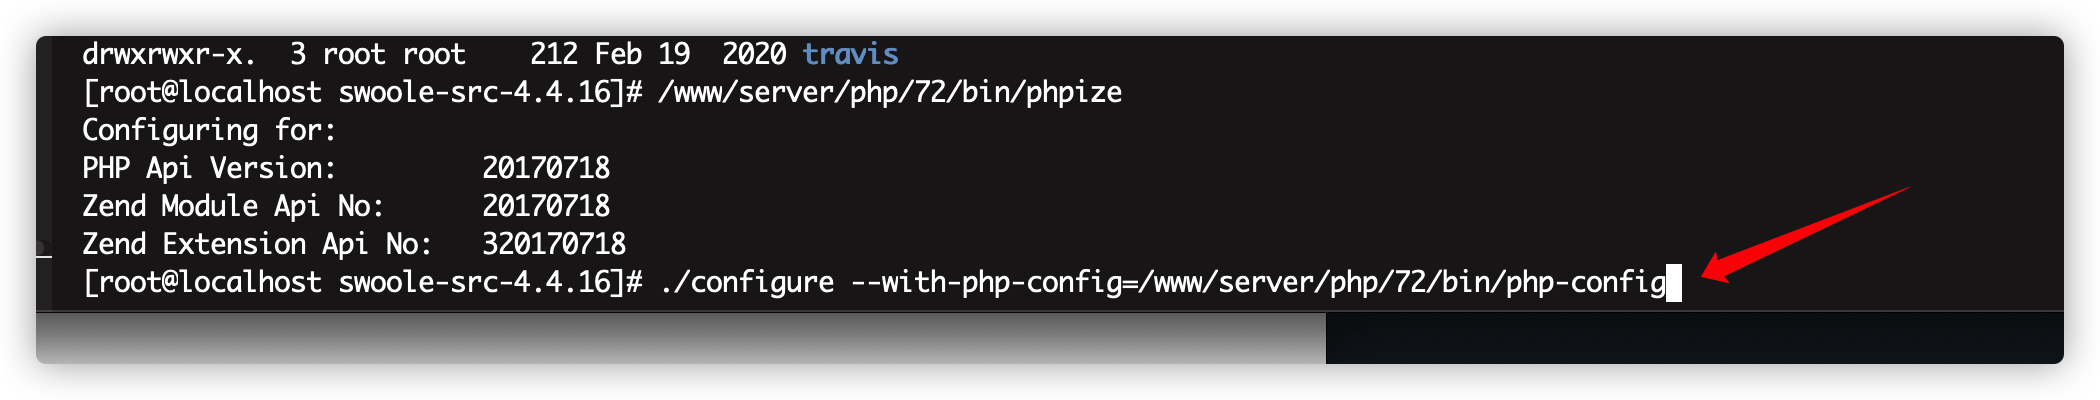 drwxrwxr-x.  3 root root    212 Feb 19  2020 travis
[root@localhost swoole-src-4.4.16]# /www/server/php/72/bin/phpize
Configuring for:
PHP Api Version:         20170718
Zend Module Api No:      20170718
Zend Extension Api No:   320170718
[root@localhost swoole-src-4.4.16]# ./configure --with-php-config=/www/server/php/72/bin/php-config